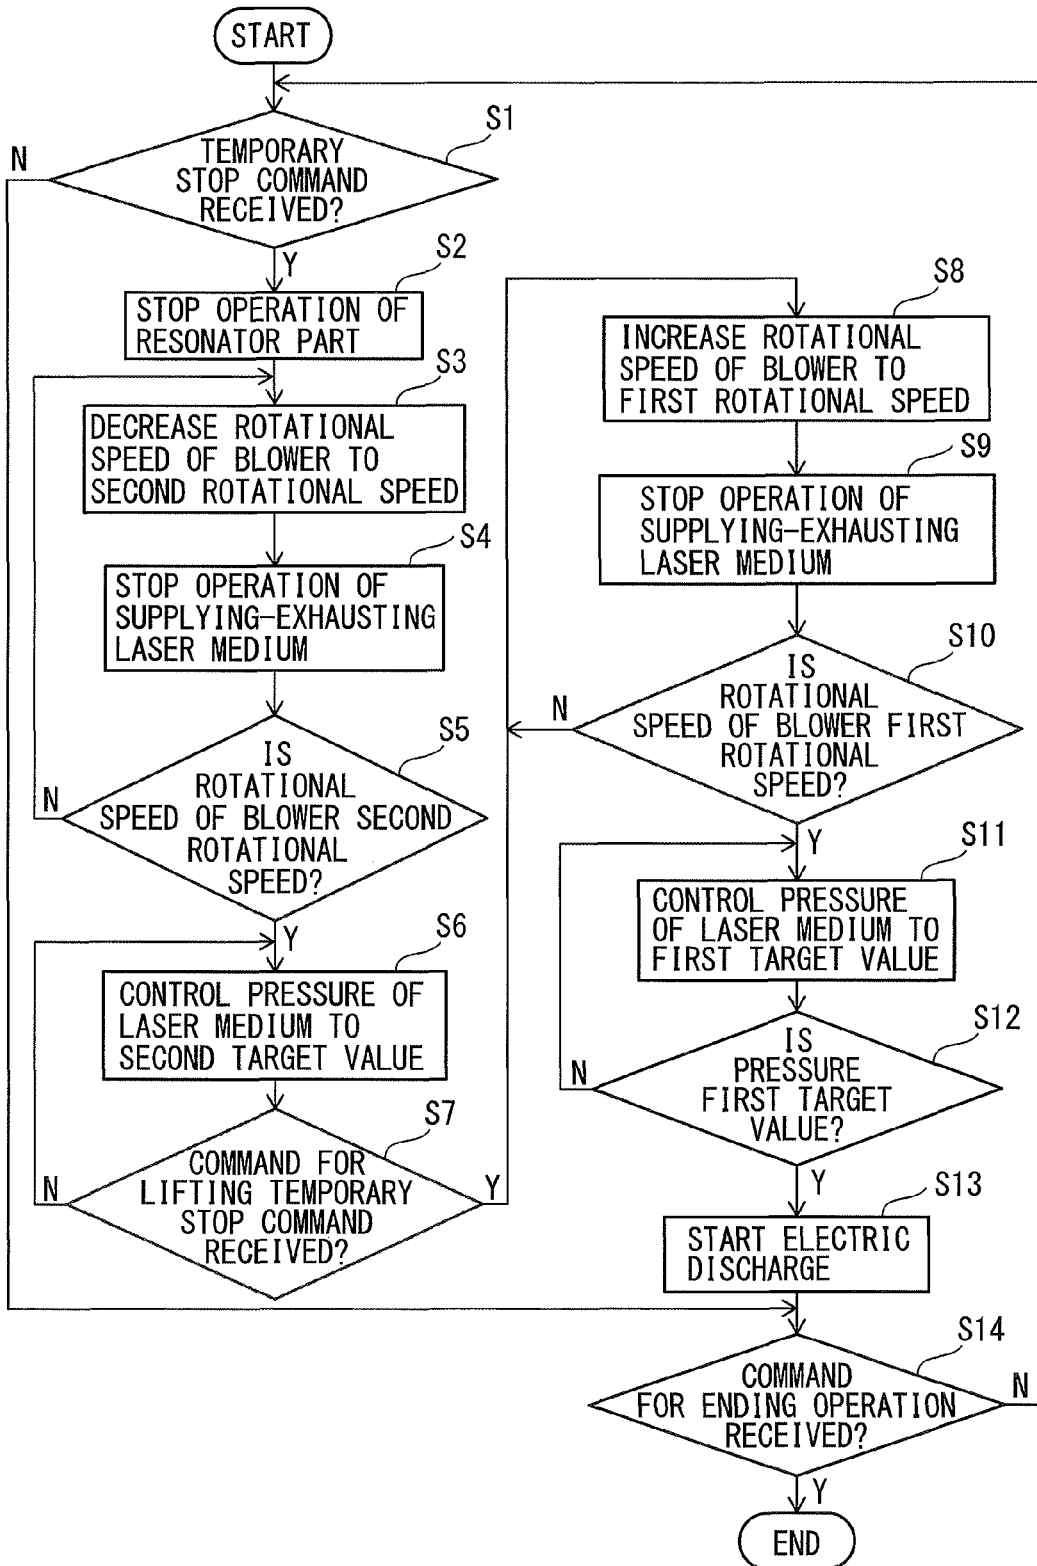 START
S1
N
TEMPORARY
STOP COMMAND
RECEIVED?
Y
S2
STOP OPERATION OF
RESONATOR PART
S3
DECREASE ROTATIONAL
SPEED OF BLOWER TO
SECOND ROTATIONAL SPEED
S4
STOP OPERATION OF
SUPPLYING-EXHAUSTING
LASER MEDIUM
S5
IS
ROTATIONAL
SPEED OF BLOWER SECOND
ROTATIONAL
SPEED?
N
Y
S6
CONTROL PRESSURE OF
LASER MEDIUM TO
SECOND TARGET VALUE
S7
COMMAND FOR
LIFTING TEMPORARY
STOP COMMAND
RECEIVED?
N
Y
S8
INCREASE ROTATIONAL
SPEED OF BLOWER TO
FIRST ROTATIONAL SPEED
S9
STOP OPERATION OF
SUPPLYING-EXHAUSTING
LASER MEDIUM
S10
IS
ROTATIONAL
SPEED OF BLOWER FIRST
ROTATIONAL
SPEED?
N
Y
S11
CONTROL PRESSURE
OF LASER MEDIUM TO
FIRST TARGET VALUE
S12
IS
PRESSURE
FIRST TARGET
VALUE?
N
Y
S13
START ELECTRIC
DISCHARGE
S14
COMMAND
FOR ENDING OPERATION
RECEIVED?
N
Y
END